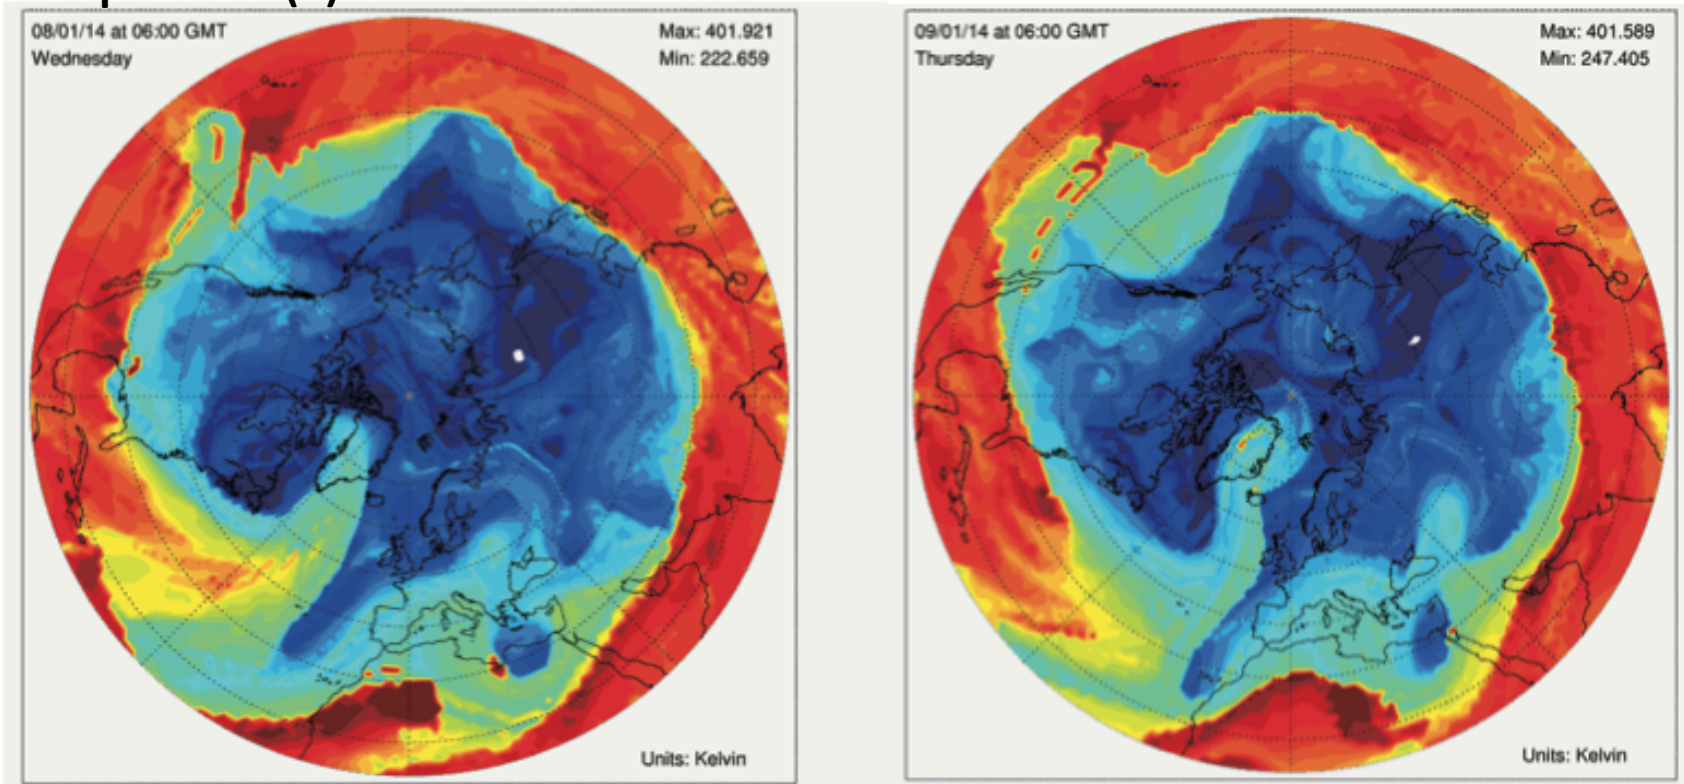 08/01/14 at 06:00 GMT
Wednesday
Max: 401.921
Min: 222.659
Units: Kelvin
09/01/14 at 06:00 GMT
Thursday
Max: 401.589
Min: 247.405
Units: Kelvin